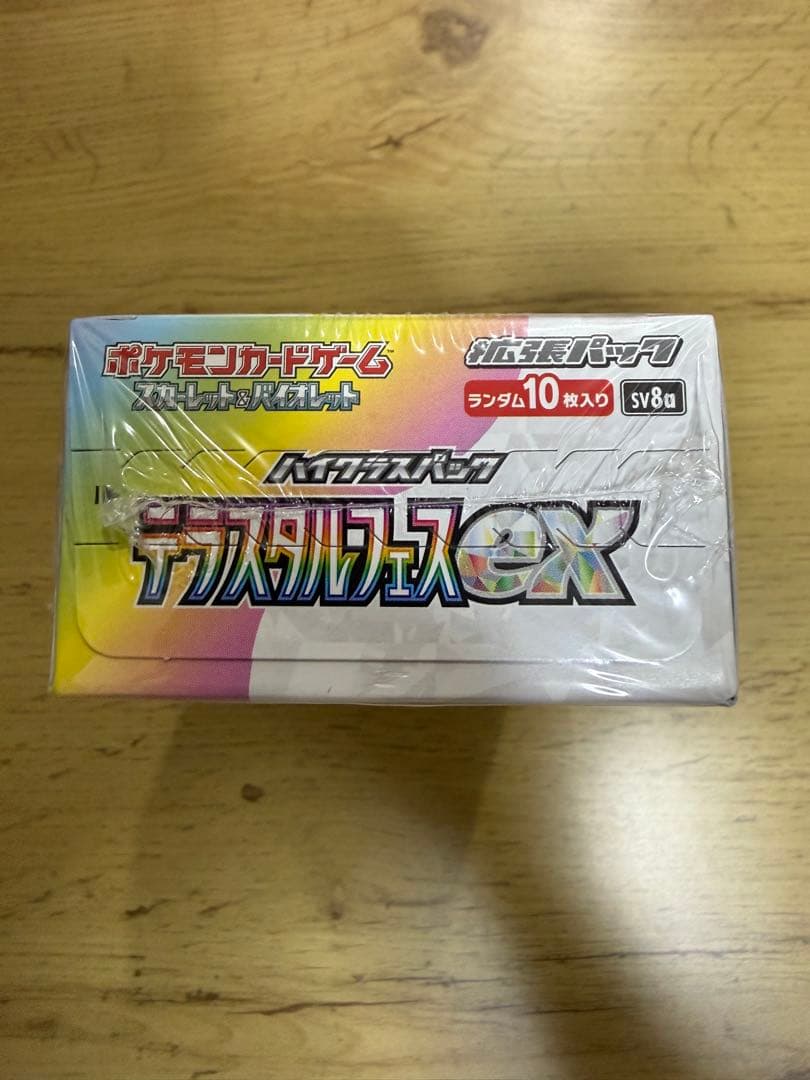 ポケモンカードゲーム™
スカーレット&バイオレット
拡張パック
ランダム10枚入り SV8a
ハイクラスパック
テラスタルフェスex